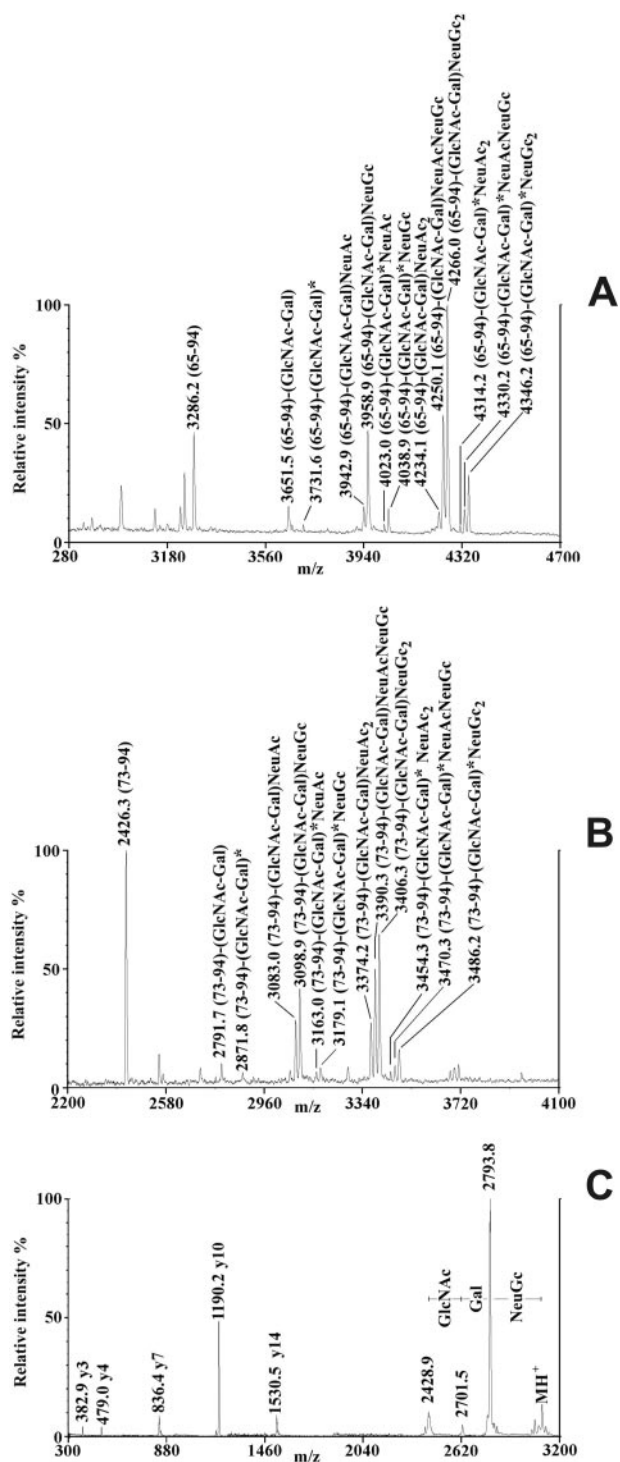 A
Relative intensity %
100
50
0
3286.2 (65-94)
3651.5 (65-94)-(GlcNAc-Gal)
3731.6 (65-94)-(GlcNAc-Gal)*
3942.9 (65-94)-(GlcNAc-Gal)NeuAc
3958.9 (65-94)-(GlcNAc-Gal)NeuGc
4023.0 (65-94)-(GlcNAc-Gal)*NeuAc
4038.9 (65-94)-(GlcNAc-Gal)*NeuGc
4234.1 (65-94)-(GlcNAc-Gal)NeuAc₂
4250.1 (65-94)-(GlcNAc-Gal)NeuAcNeuGc
4266.0 (65-94)-(GlcNAc-Gal)NeuGc₂
4314.2 (65-94)-(GlcNAc-Gal)*NeuAc₂
4330.2 (65-94)-(GlcNAc-Gal)*NeuAcNeuGc
4346.2 (65-94)-(GlcNAc-Gal)*NeuGc₂
280 3180 3560 3940 4320 4700
m/z
B
Relative intensity %
100
50
0
2426.3 (73-94)
2791.7 (73-94)-(GlcNAc-Gal)
2871.8 (73-94)-(GlcNAc-Gal)*
3083.0 (73-94)-(GlcNAc-Gal)NeuAc
3098.9 (73-94)-(GlcNAc-Gal)NeuGc
3163.0 (73-94)-(GlcNAc-Gal)*NeuAc
3179.1 (73-94)-(GlcNAc-Gal)*NeuGc
3374.2 (73-94)-(GlcNAc-Gal)NeuAc₂
3390.3 (73-94)-(GlcNAc-Gal)NeuAcNeuGc
3406.3 (73-94)-(GlcNAc-Gal)NeuGc₂
3454.3 (73-94)-(GlcNAc-Gal)* NeuAc₂
3470.3 (73-94)-(GlcNAc-Gal)*NeuAcNeuGc
3486.2 (73-94)-(GlcNAc-Gal)*NeuGc₂
2200 2580 2960 3340 3720 4100
m/z
C
Relative intensity %
100
50
0
382.9 y3
479.0 y4
836.4 y7
1190.2 y10
1530.5 y14
2428.9
2701.5
2793.8
GlcNAc
Gal
NeuGc
MH⁺
300 880 1460 2040 2620 3200
m/z